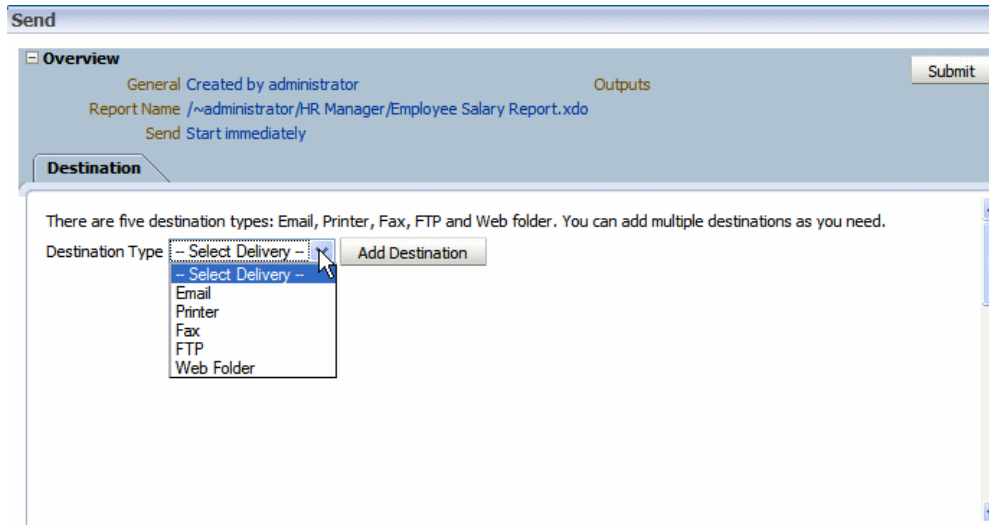 Send
Overview
Submit
General Created by administrator Outputs
Report Name /~administrator/HR Manager/Employee Salary Report.xdo
Send Start immediately
Destination
There are five destination types: Email, Printer, Fax, FTP and Web folder. You can add multiple destinations as you need.
Destination Type -- Select Delivery -- Add Destination
-- Select Delivery --
Email
Printer
Fax
FTP
Web Folder